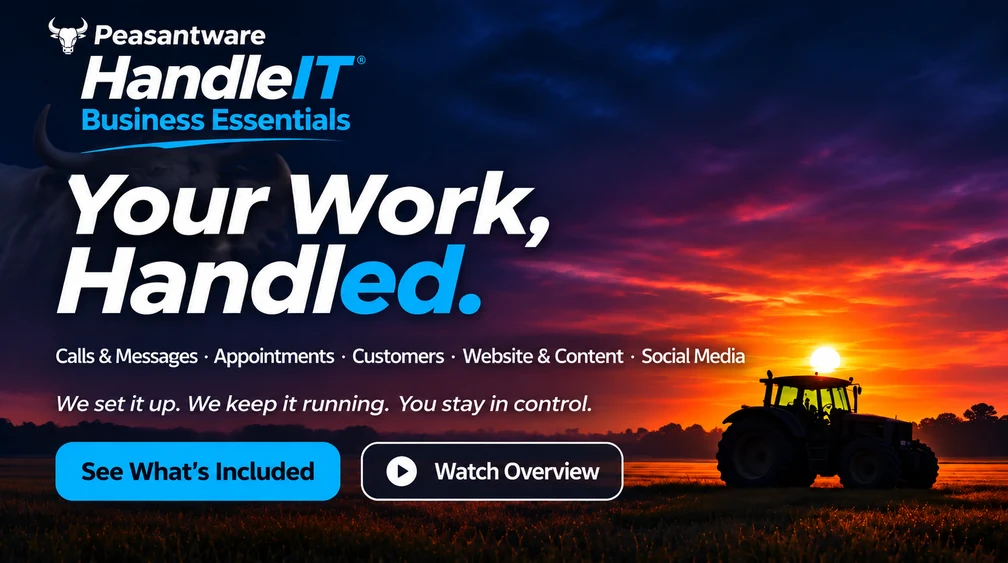 Peasantware
HandleIT®
Business Essentials
Your Work,
Handled.
Calls & Messages · Appointments · Customers · Website & Content · Social Media
We set it up. We keep it running. You stay in control.
See What's Included
Watch Overview